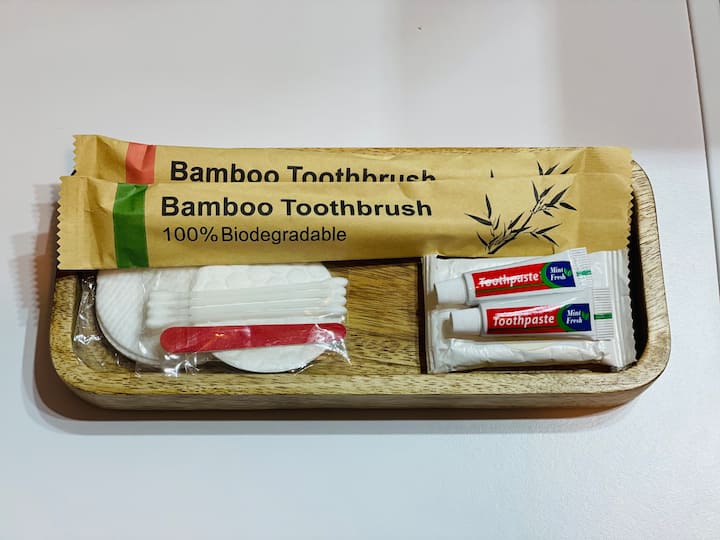 Bamboo Toothbrush
Bamboo Toothbrush
100% Biodegradable
Toothpaste
Mint
Fresh
Toothpaste
Mint
Fresh